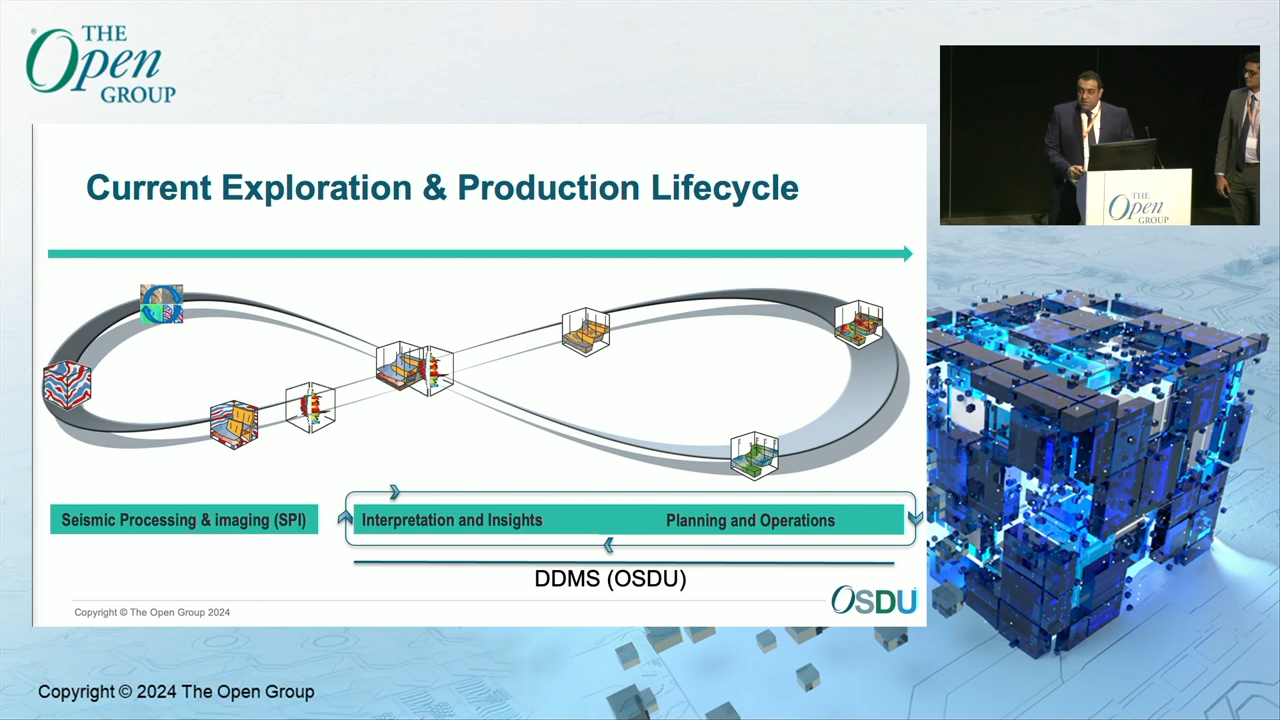 THE
Open
GROUP
Current Exploration & Production Lifecycle
THE
Open
GROUP
Seismic Processing & imaging (SPI)
Interpretation and Insights
Planning and Operations
DDMS (OSDU)
Copyright © The Open Group 2024
OSDU
Copyright © 2024 The Open Group